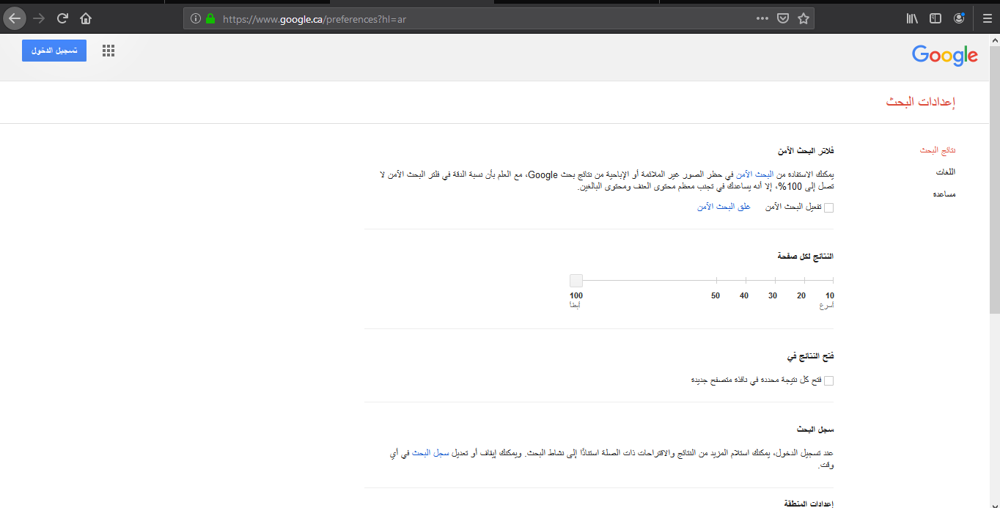 https://www.google.ca/preferences?hl=ar
تسجيل الدخول
Google
إعدادات البحث
نتائج البحث
اللغات
مساعدة
فلاتر البحث الآمن
يمكنك الاستفادة من البحث الآمن في حظر الصور غير الملائمة أو الإباحية من نتائج بحث Google، مع العلم بأن نسبة الدقة في فلتر البحث الآمن لا
تصل إلى 100%، إلا أنه يساعدك في تجنب معظم محتوى العنف ومحتوى البالغين.
تفعيل البحث الآمن غلق البحث الآمن
النتائج لكل صفحة
10 20 30 40 50 100
أسرع أبطأ
فتح النتائج في
فتح كل نتيجة محددة في نافذة متصفح جديدة
سجل البحث
عند تسجيل الدخول، يمكنك استلام المزيد من النتائج والاقتراحات ذات الصلة استنادًا إلى نشاط البحث. ويمكنك إيقاف أو تعديل سجل البحث في أي
وقت.
إعدادات المنطقة